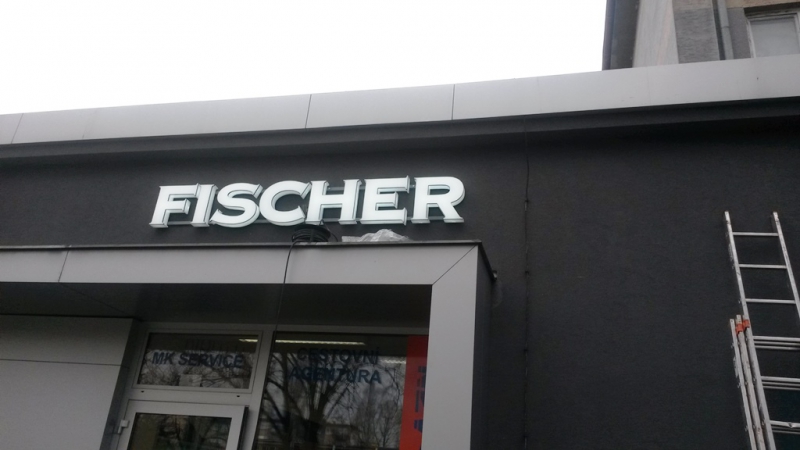 FISCHER
MK SERVICE
CESTOVNÍ
AGENTURA